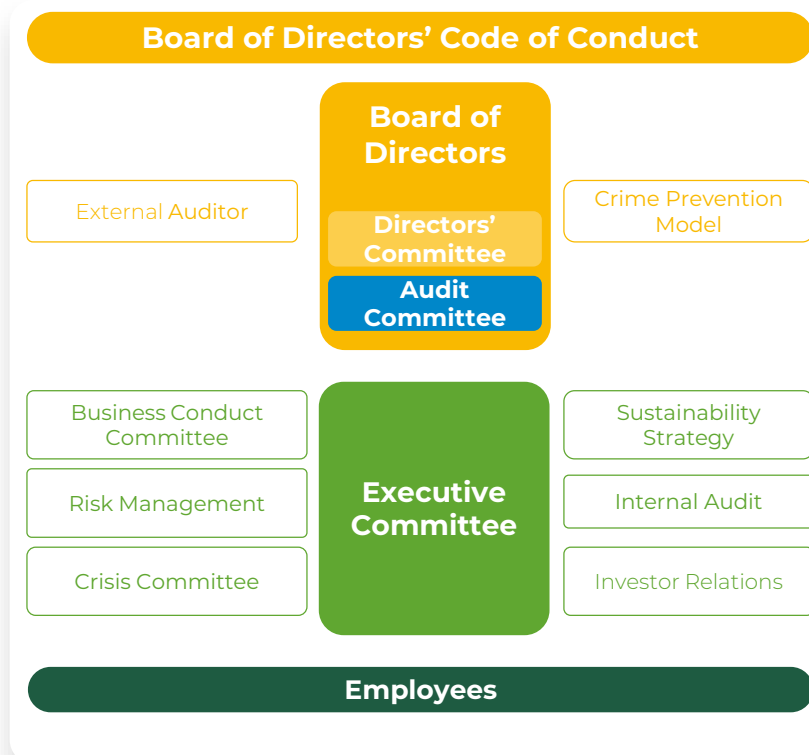 Board of Directors’ Code of Conduct
Board of
Directors
External Auditor
Crime Prevention
Model
Directors’
Committee
Audit
Committee
Business Conduct
Committee
Risk Management
Crisis Committee
Executive
Committee
Sustainability
Strategy
Internal Audit
Investor Relations
Employees